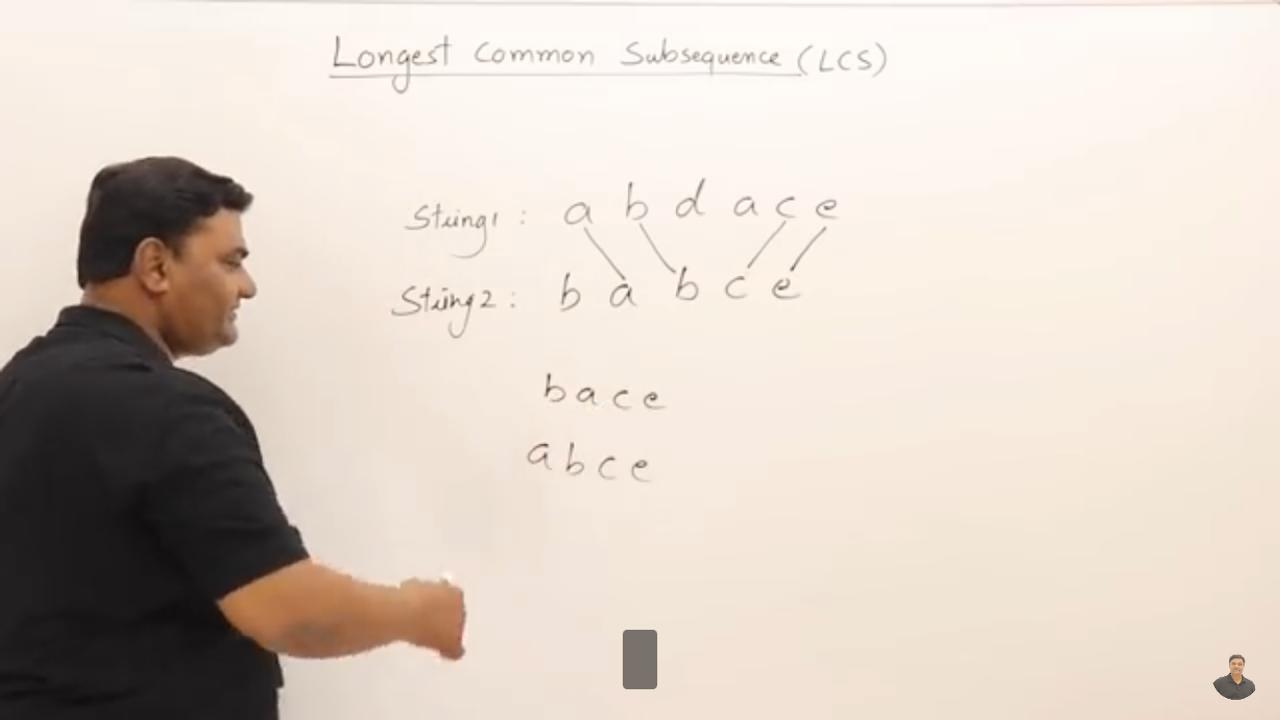 Longest Common Subsequence (LCS)
String1 : a b d a c e
String2 : b a b c e
b a c e
a b c e